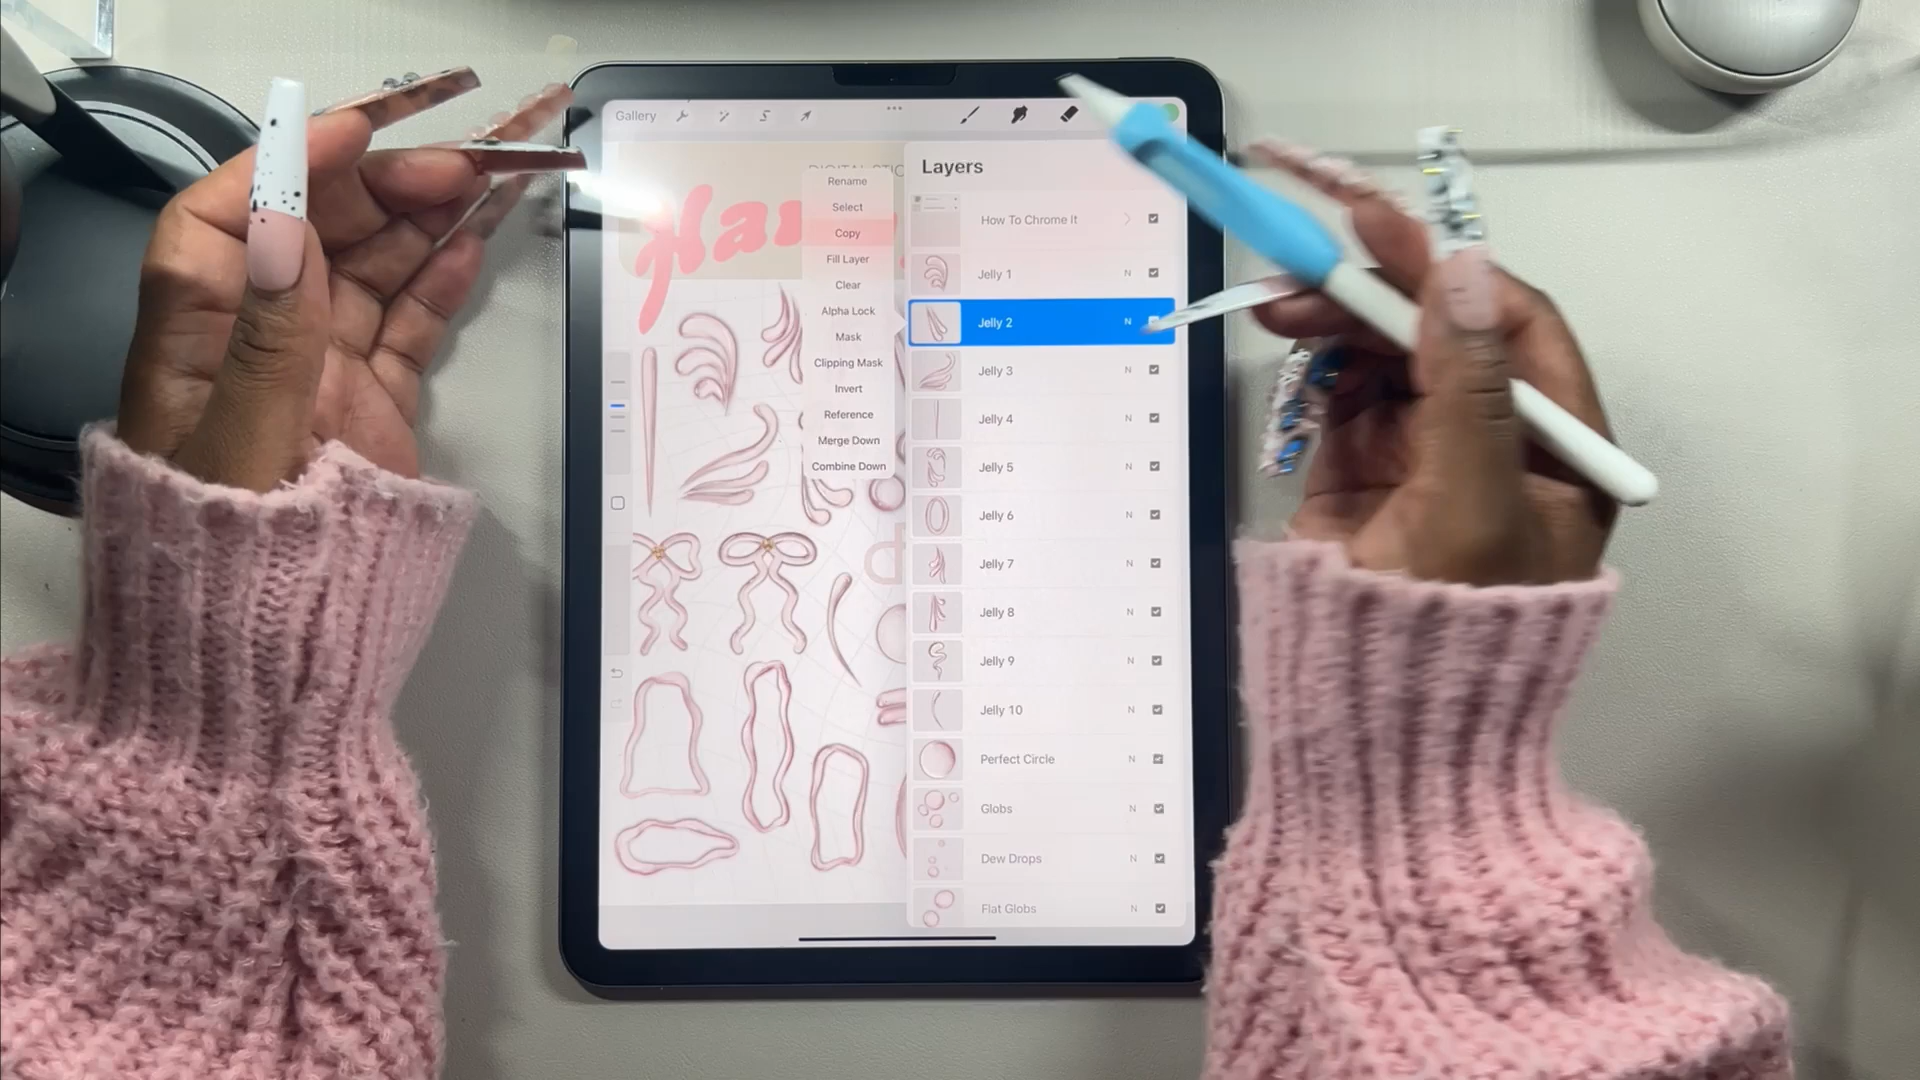 Gallery
DIGITAL STIC
Layers
Rename
Select
Copy
Fill Layer
Clear
Alpha Lock
Mask
Clipping Mask
Invert
Reference
Merge Down
Combine Down
How To Chrome It
Jelly 1 N
Jelly 2 N
Jelly 3 N
Jelly 4 N
Jelly 5 N
Jelly 6 N
Jelly 7 N
Jelly 8 N
Jelly 9 N
Jelly 10 N
Perfect Circle N
Globs N
Dew Drops N
Flat Globs N